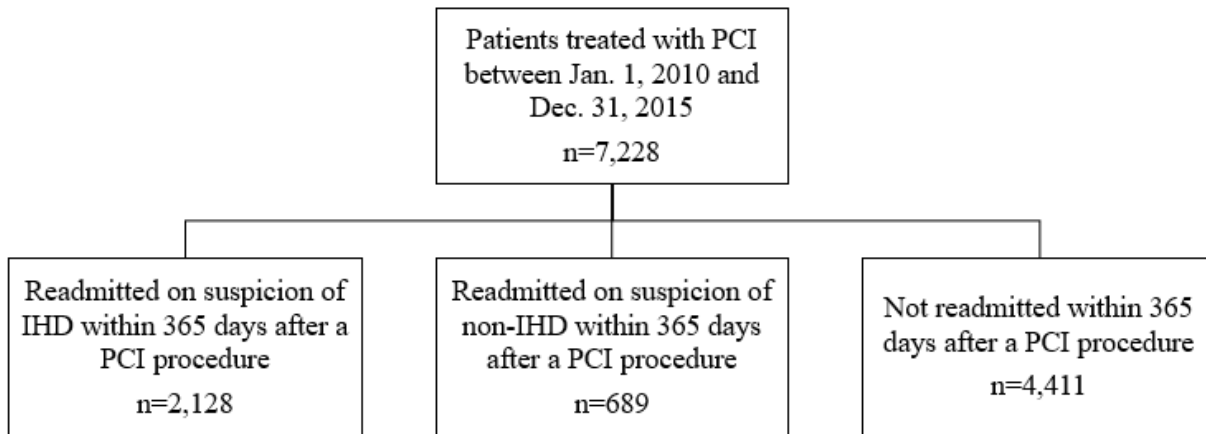 Patients treated with PCI
between Jan. 1, 2010 and
Dec. 31, 2015
n=7,228
Readmitted on suspicion of
IHD within 365 days after a
PCI procedure
n=2,128
Readmitted on suspicion of
non-IHD within 365 days
after a PCI procedure
n=689
Not readmitted within 365
days after a PCI procedure
n=4,411